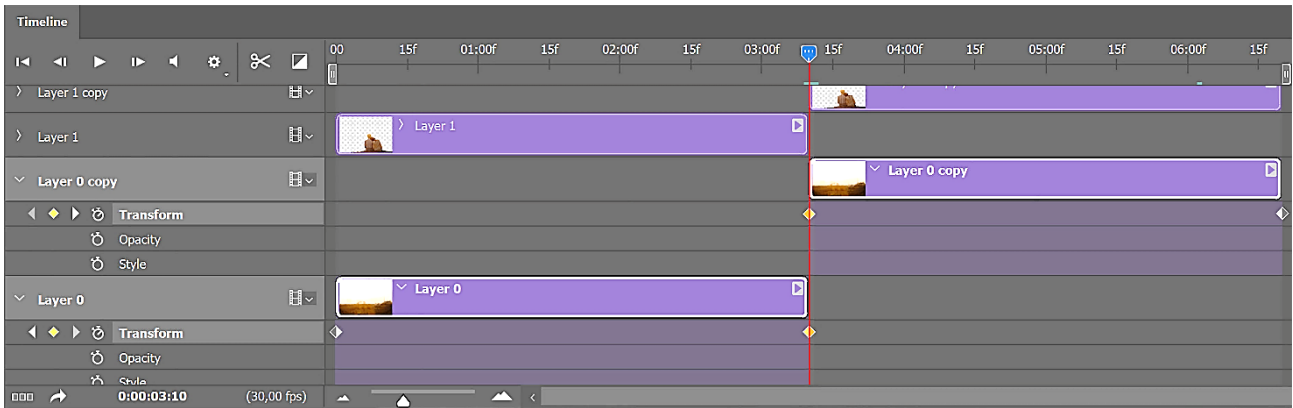 Timeline
00 15f 01:00f 15f 02:00f 15f 03:00f 15f 04:00f 15f 05:00f 15f 06:00f 15f
Layer 1 copy
Layer 1 Layer 1
Layer 0 copy Layer 0 copy
Transform
Opacity
Style
Layer 0 Layer 0
Transform
Opacity
Style
0:00:03:10 (30,00 fps)